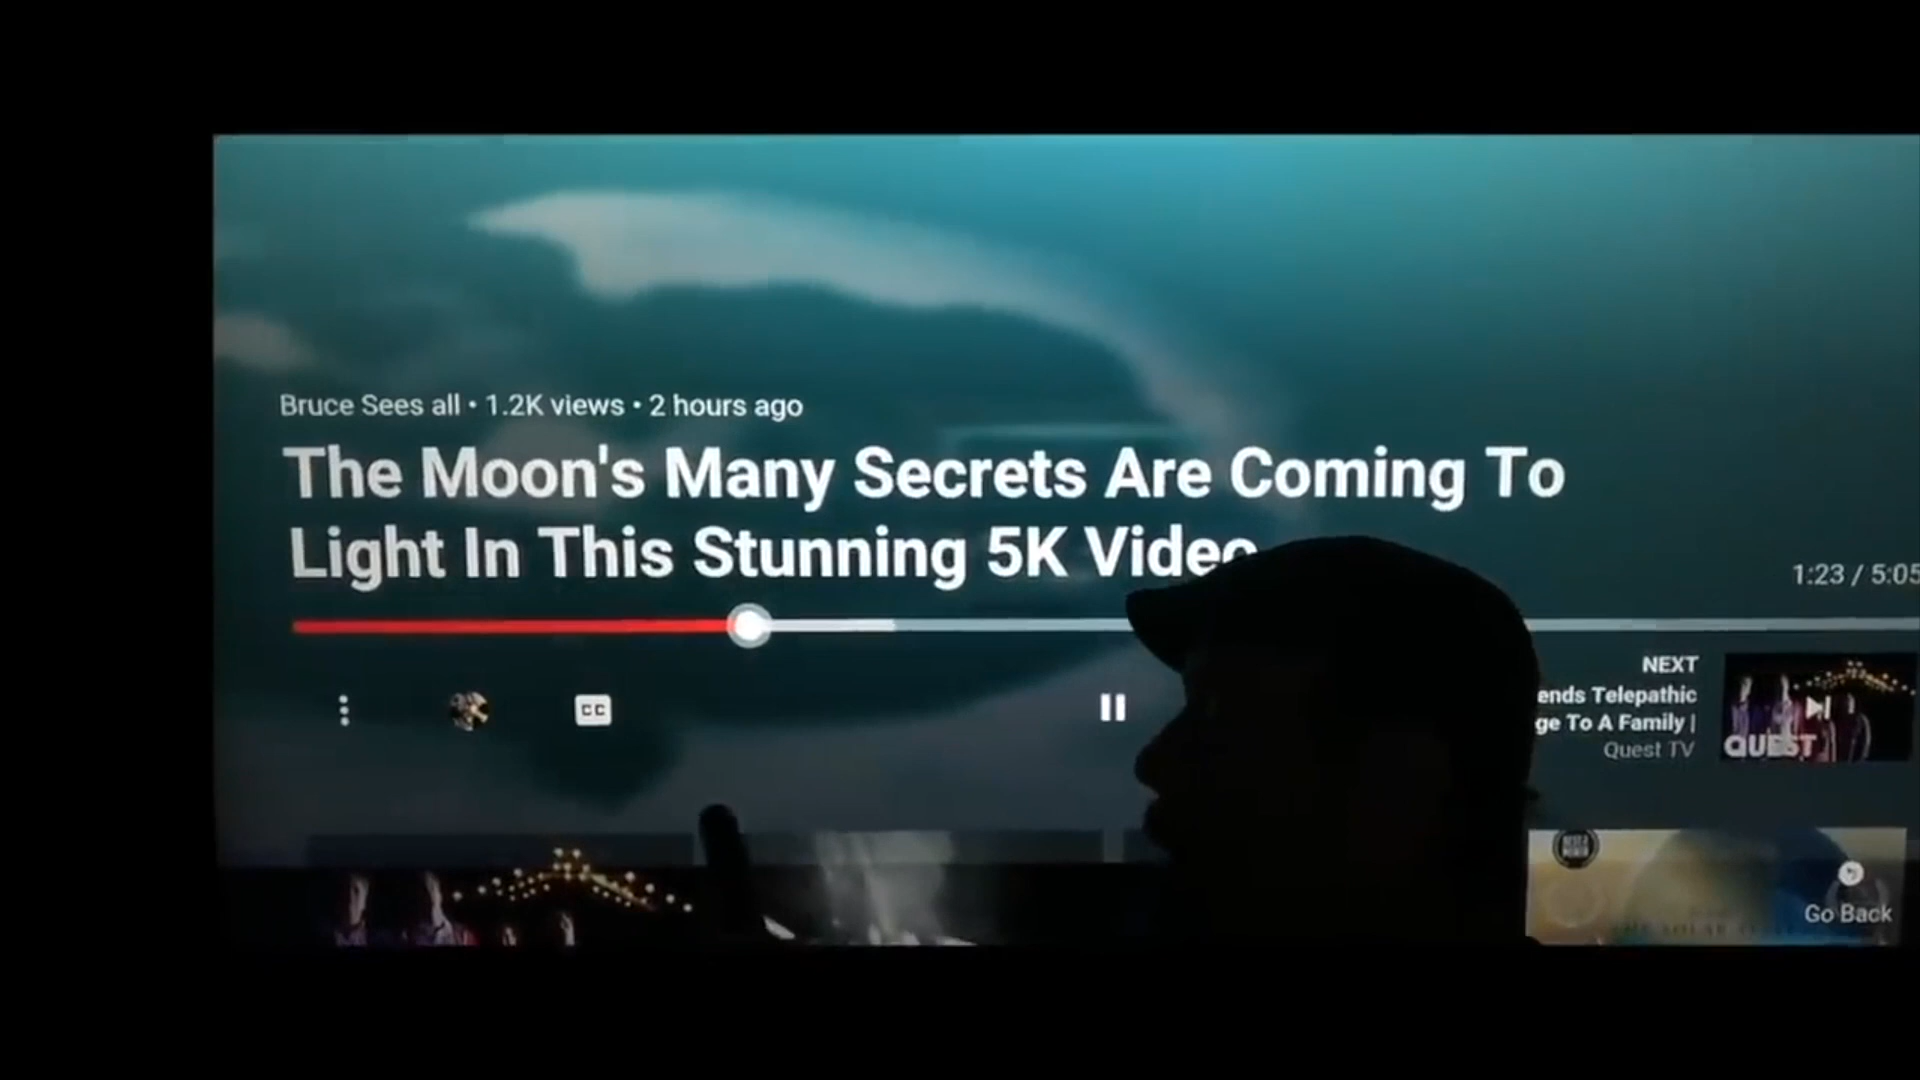 Bruce Sees all • 1.2K views • 2 hours ago
The Moon's Many Secrets Are Coming To
Light In This Stunning 5K Video
1:23 / 5:05
NEXT
ends Telepathic
ge To A Family |
Quest TV
QUEST
CC
Go Back